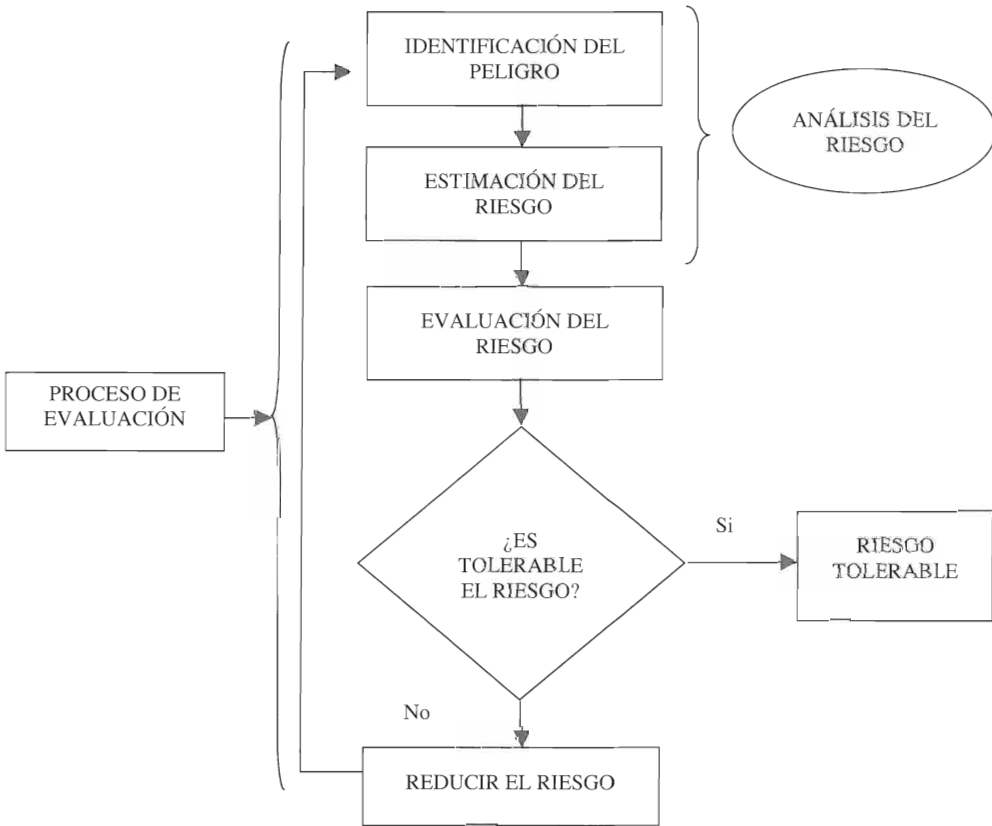 IDENTIFICACIÓN DEL
PELIGRO
ANÁLISIS DEL
RIESGO
ESTIMACIÓN DEL
RIESGO
EVALUACIÓN DEL
RIESGO
PROCESO DE
EVALUACIÓN
¿ES
TOLERABLE
EL RIESGO?
Si
RIESGO
TOLERABLE
No
REDUCIR EL RIESGO